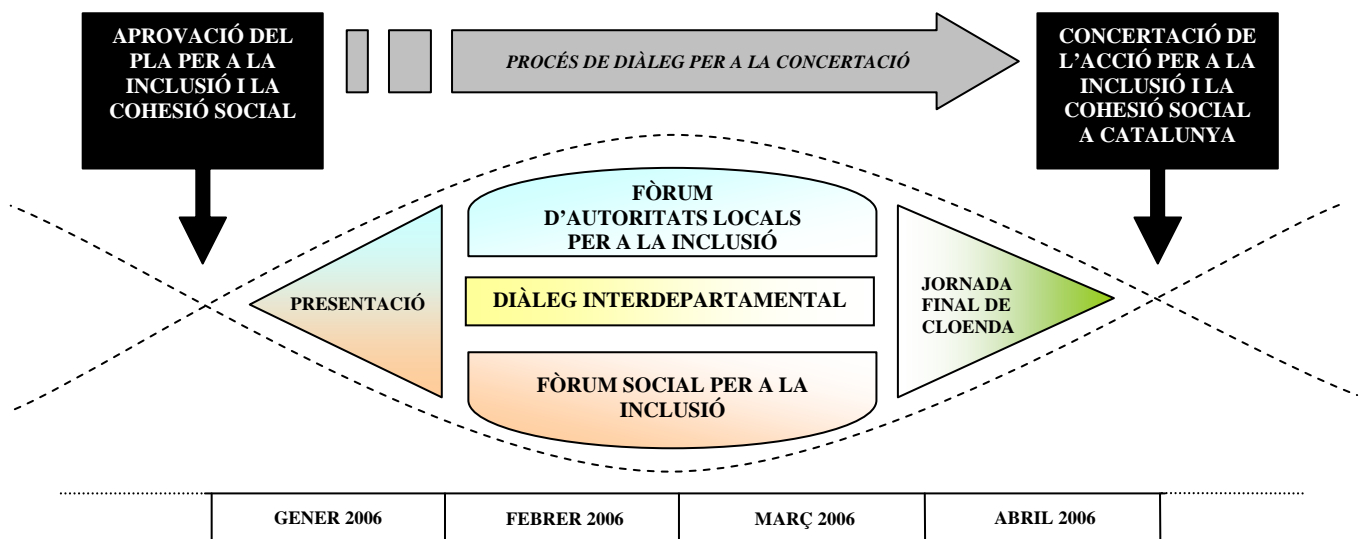 APROVACIÓ DEL
PLA PER A LA
INCLUSIÓ I LA
COHESIÓ SOCIAL
PROCÉS DE DIÀLEG PER A LA CONCERTACIÓ
CONCERTACIÓ DE
L'ACCIÓ PER A LA
INCLUSIÓ I LA
COHESIÓ SOCIAL
A CATALUNYA
FÒRUM
D'AUTORITATS LOCALS
PER A LA INCLUSIÓ
PRESENTACIÓ
DIÀLEG INTERDEPARTAMENTAL
JORNADA
FINAL DE
CLOENDA
FÒRUM SOCIAL PER A LA
INCLUSIÓ
GENER 2006
FEBRER 2006
MARÇ 2006
ABRIL 2006